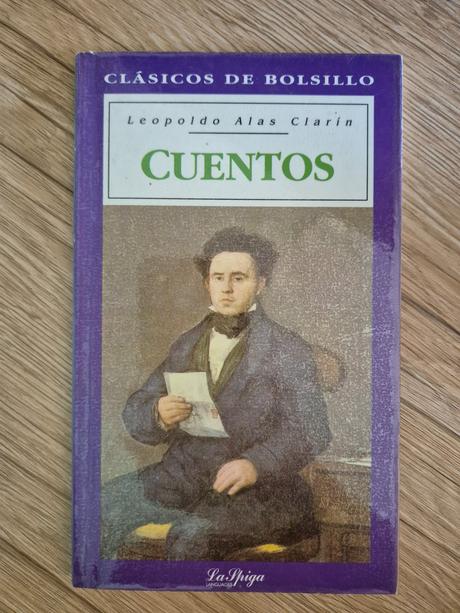 CLÁSICOS DE BOLSILLO
Leopoldo Alas Clarín
CUENTOS
La Spiga
LANGUAGES